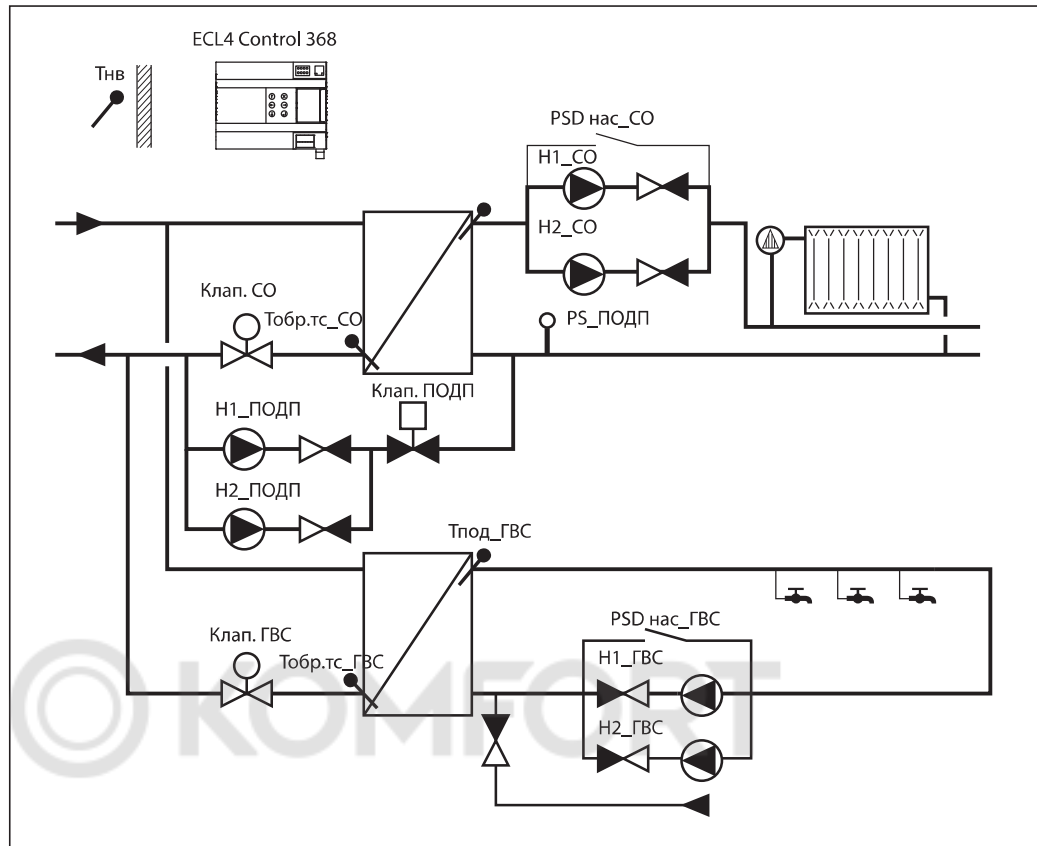 ECL4 Control 368
Тнв
PSD нас_СО
Н1_СО
Н2_СО
Клап. СО
Тобр.тс_СО
PS_ПОДП
Клап. ПОДП
Н1_ПОДП
Н2_ПОДП
Тпод_ГВС
PSD нас_ГВС
Клап. ГВС
Тобр.тс_ГВС
Н1_ГВС
Н2_ГВС
KOMFORT